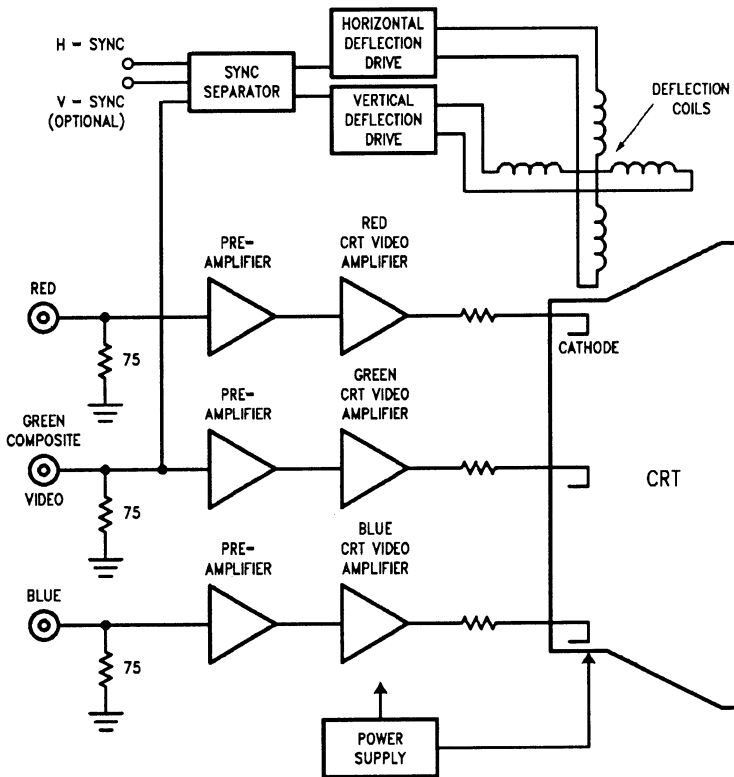 H – SYNC
V – SYNC
(OPTIONAL)
SYNC
SEPARATOR
HORIZONTAL
DEFLECTION
DRIVE
VERTICAL
DEFLECTION
DRIVE
DEFLECTION
COILS
RED
PRE–
AMPLIFIER
RED
CRT VIDEO
AMPLIFIER
75
CATHODE
GREEN
COMPOSITE
VIDEO
PRE–
AMPLIFIER
GREEN
CRT VIDEO
AMPLIFIER
75
CRT
BLUE
PRE–
AMPLIFIER
BLUE
CRT VIDEO
AMPLIFIER
75
POWER
SUPPLY